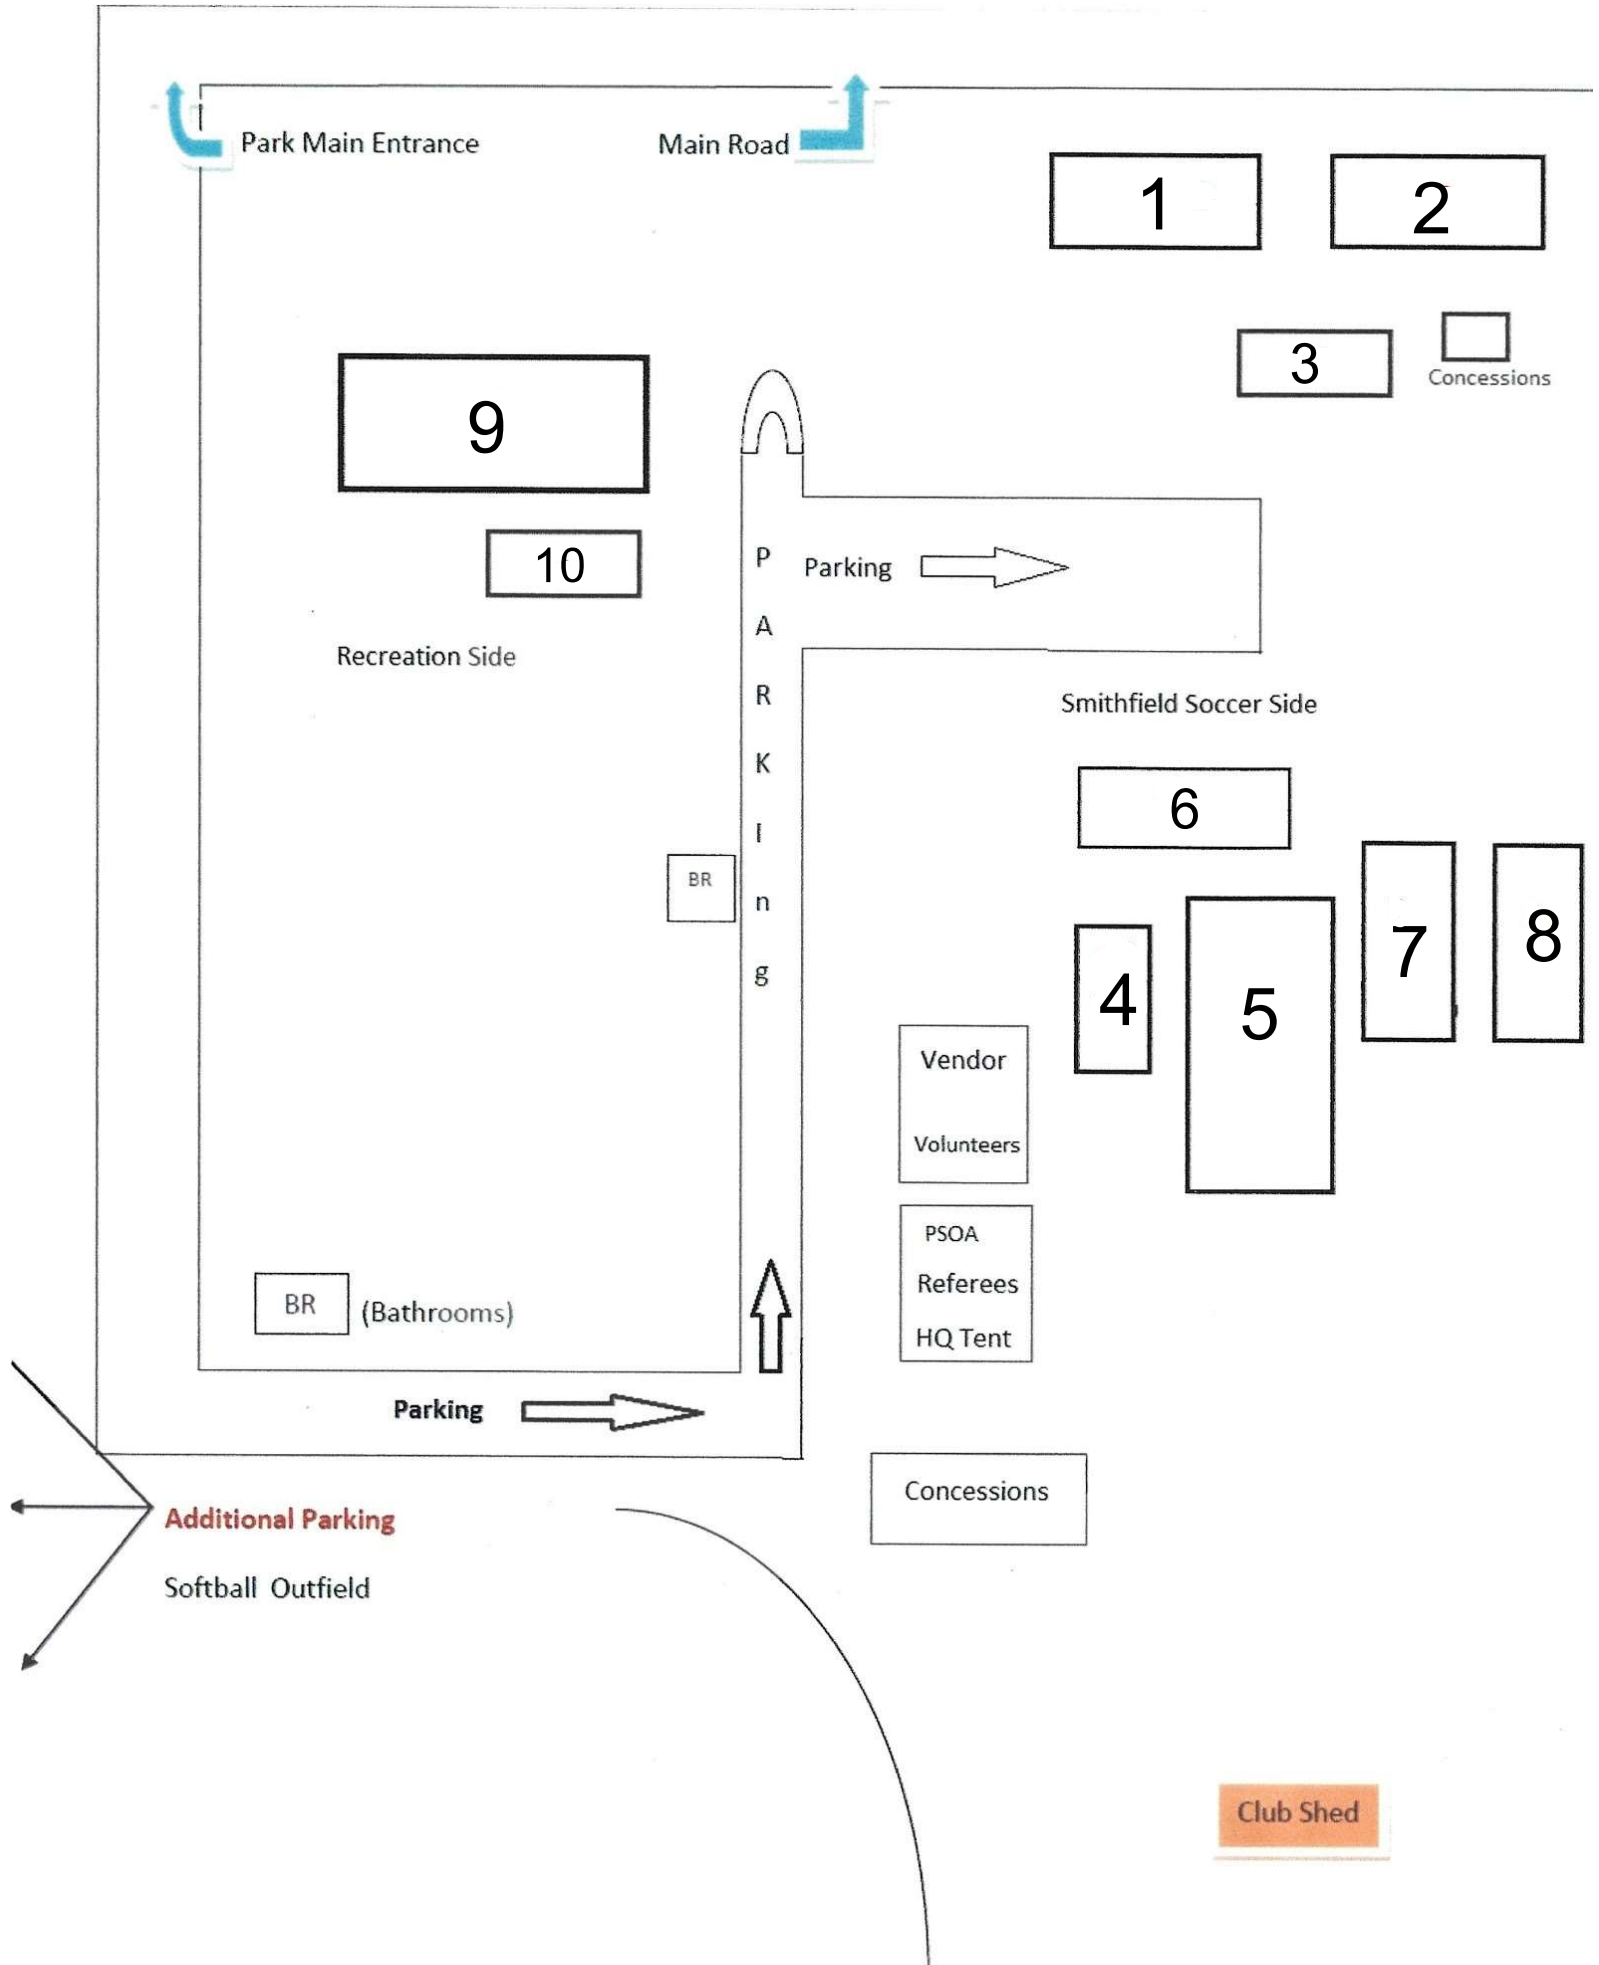 Park Main Entrance
Main Road
1
2
3
Concessions
9
10
Recreation Side
P
A
R
K
I
n
g
Parking
Smithfield Soccer Side
6
7
8
4
5
BR
Vendor
Volunteers
PSOA
Referees
HQ Tent
BR
(Bathrooms)
Parking
Concessions
Additional Parking
Softball Outfield
Club Shed